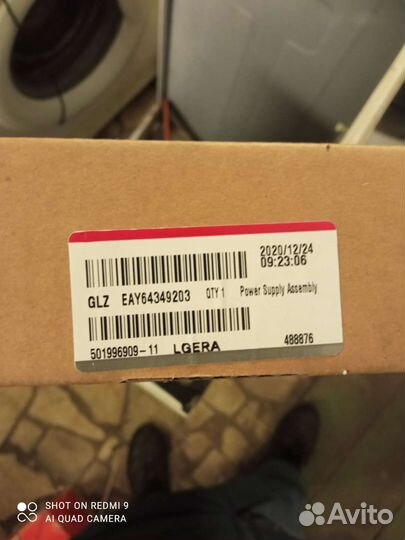 2020/12/24
09:23:06
GLZ EAY64349203 QTY 1 Power Supply Assembly
501996909-11 LGERA 488876
SHOT ON REDMI 9
AI QUAD CAMERA
Avito